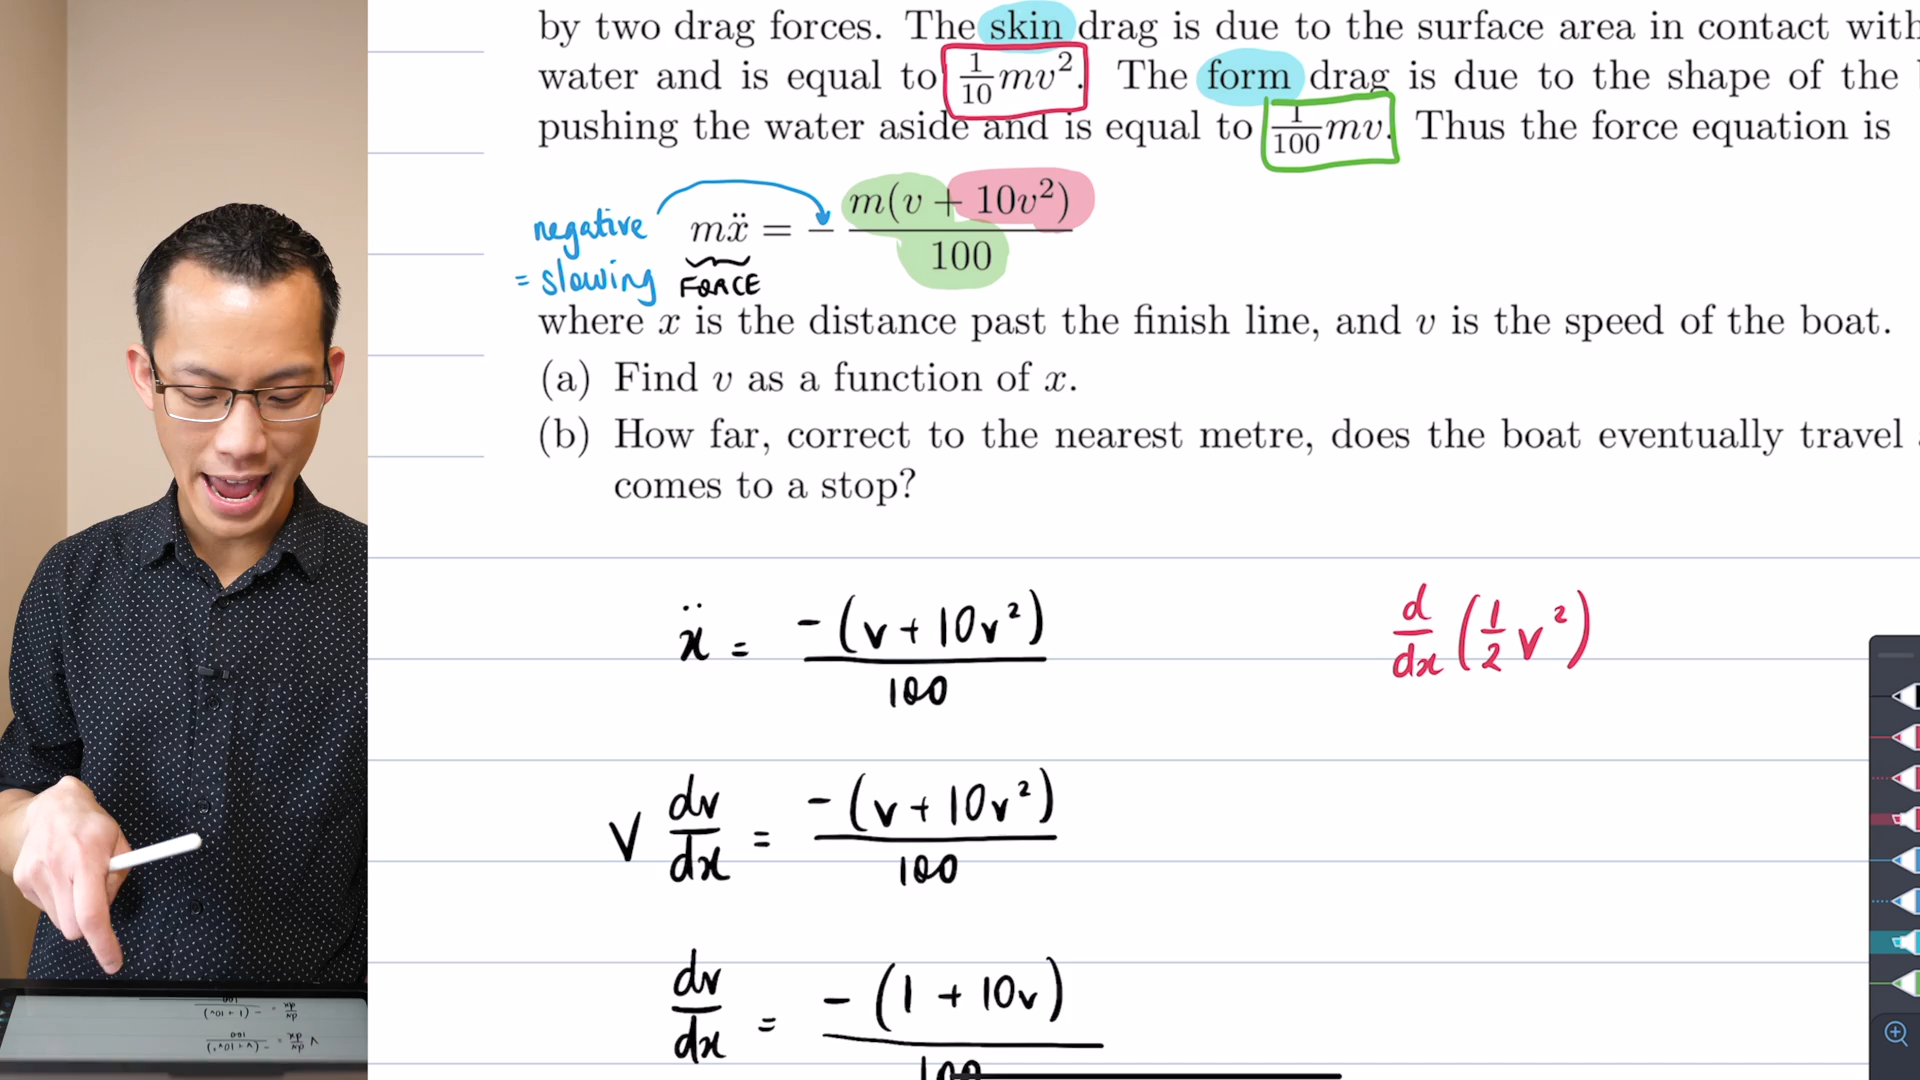 by two drag forces. The skin drag is due to the surface area in contact with
water and is equal to 1/10 mv². The form drag is due to the shape of the
pushing the water aside and is equal to 1/100 mv. Thus the force equation is
negative
= slowing
mẍ = − m(v + 10v²)/100
FORCE
where x is the distance past the finish line, and v is the speed of the boat.
(a) Find v as a function of x.
(b) How far, correct to the nearest metre, does the boat eventually travel
comes to a stop?
ẍ = -(v + 10v²)/100
d/dx (1/2 v²)
v dv/dx = -(v + 10v²)/100
dv/dx = -(1 + 10v)/100